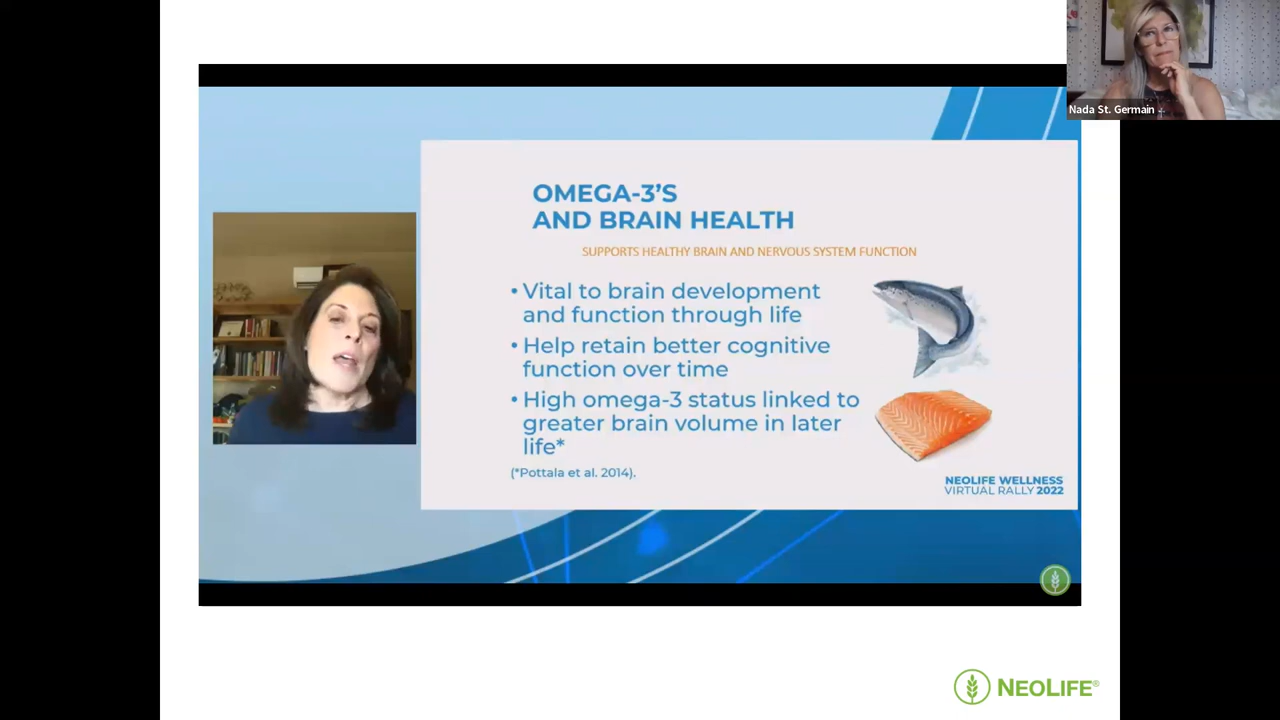 Nada St. Germain
OMEGA-3'S
AND BRAIN HEALTH
SUPPORTS HEALTHY BRAIN AND NERVOUS SYSTEM FUNCTION
• Vital to brain development
and function through life
• Help retain better cognitive
function over time
• High omega-3 status linked to
greater brain volume in later
life*
(*Pottala et al. 2014).
NEOLIFE WELLNESS
VIRTUAL RALLY 2022
NEOLIFE®